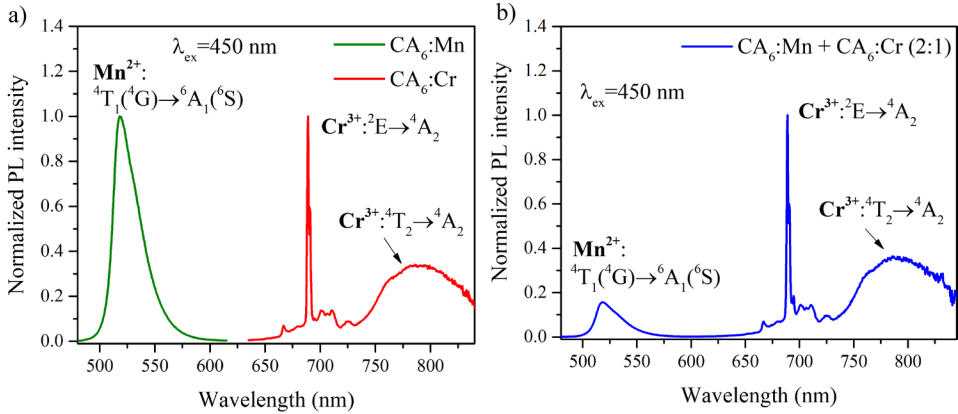 a)
λex=450 nm
CA6:Mn
CA6:Cr
Mn2+:
4T1(4G)→6A1(6S)
Cr3+:2E→4A2
Cr3+:4T2→4A2
Normalized PL intensity
1.4
1.2
1.0
0.8
0.6
0.4
0.2
0.0
500 550 600 650 700 750 800
Wavelength (nm)
b)
CA6:Mn + CA6:Cr (2:1)
λex=450 nm
Cr3+:2E→4A2
Cr3+:4T2→4A2
Mn2+:
4T1(4G)→6A1(6S)
Normalized PL intensity
1.4
1.2
1.0
0.8
0.6
0.4
0.2
0.0
500 550 600 650 700 750 800
Wavelength (nm)